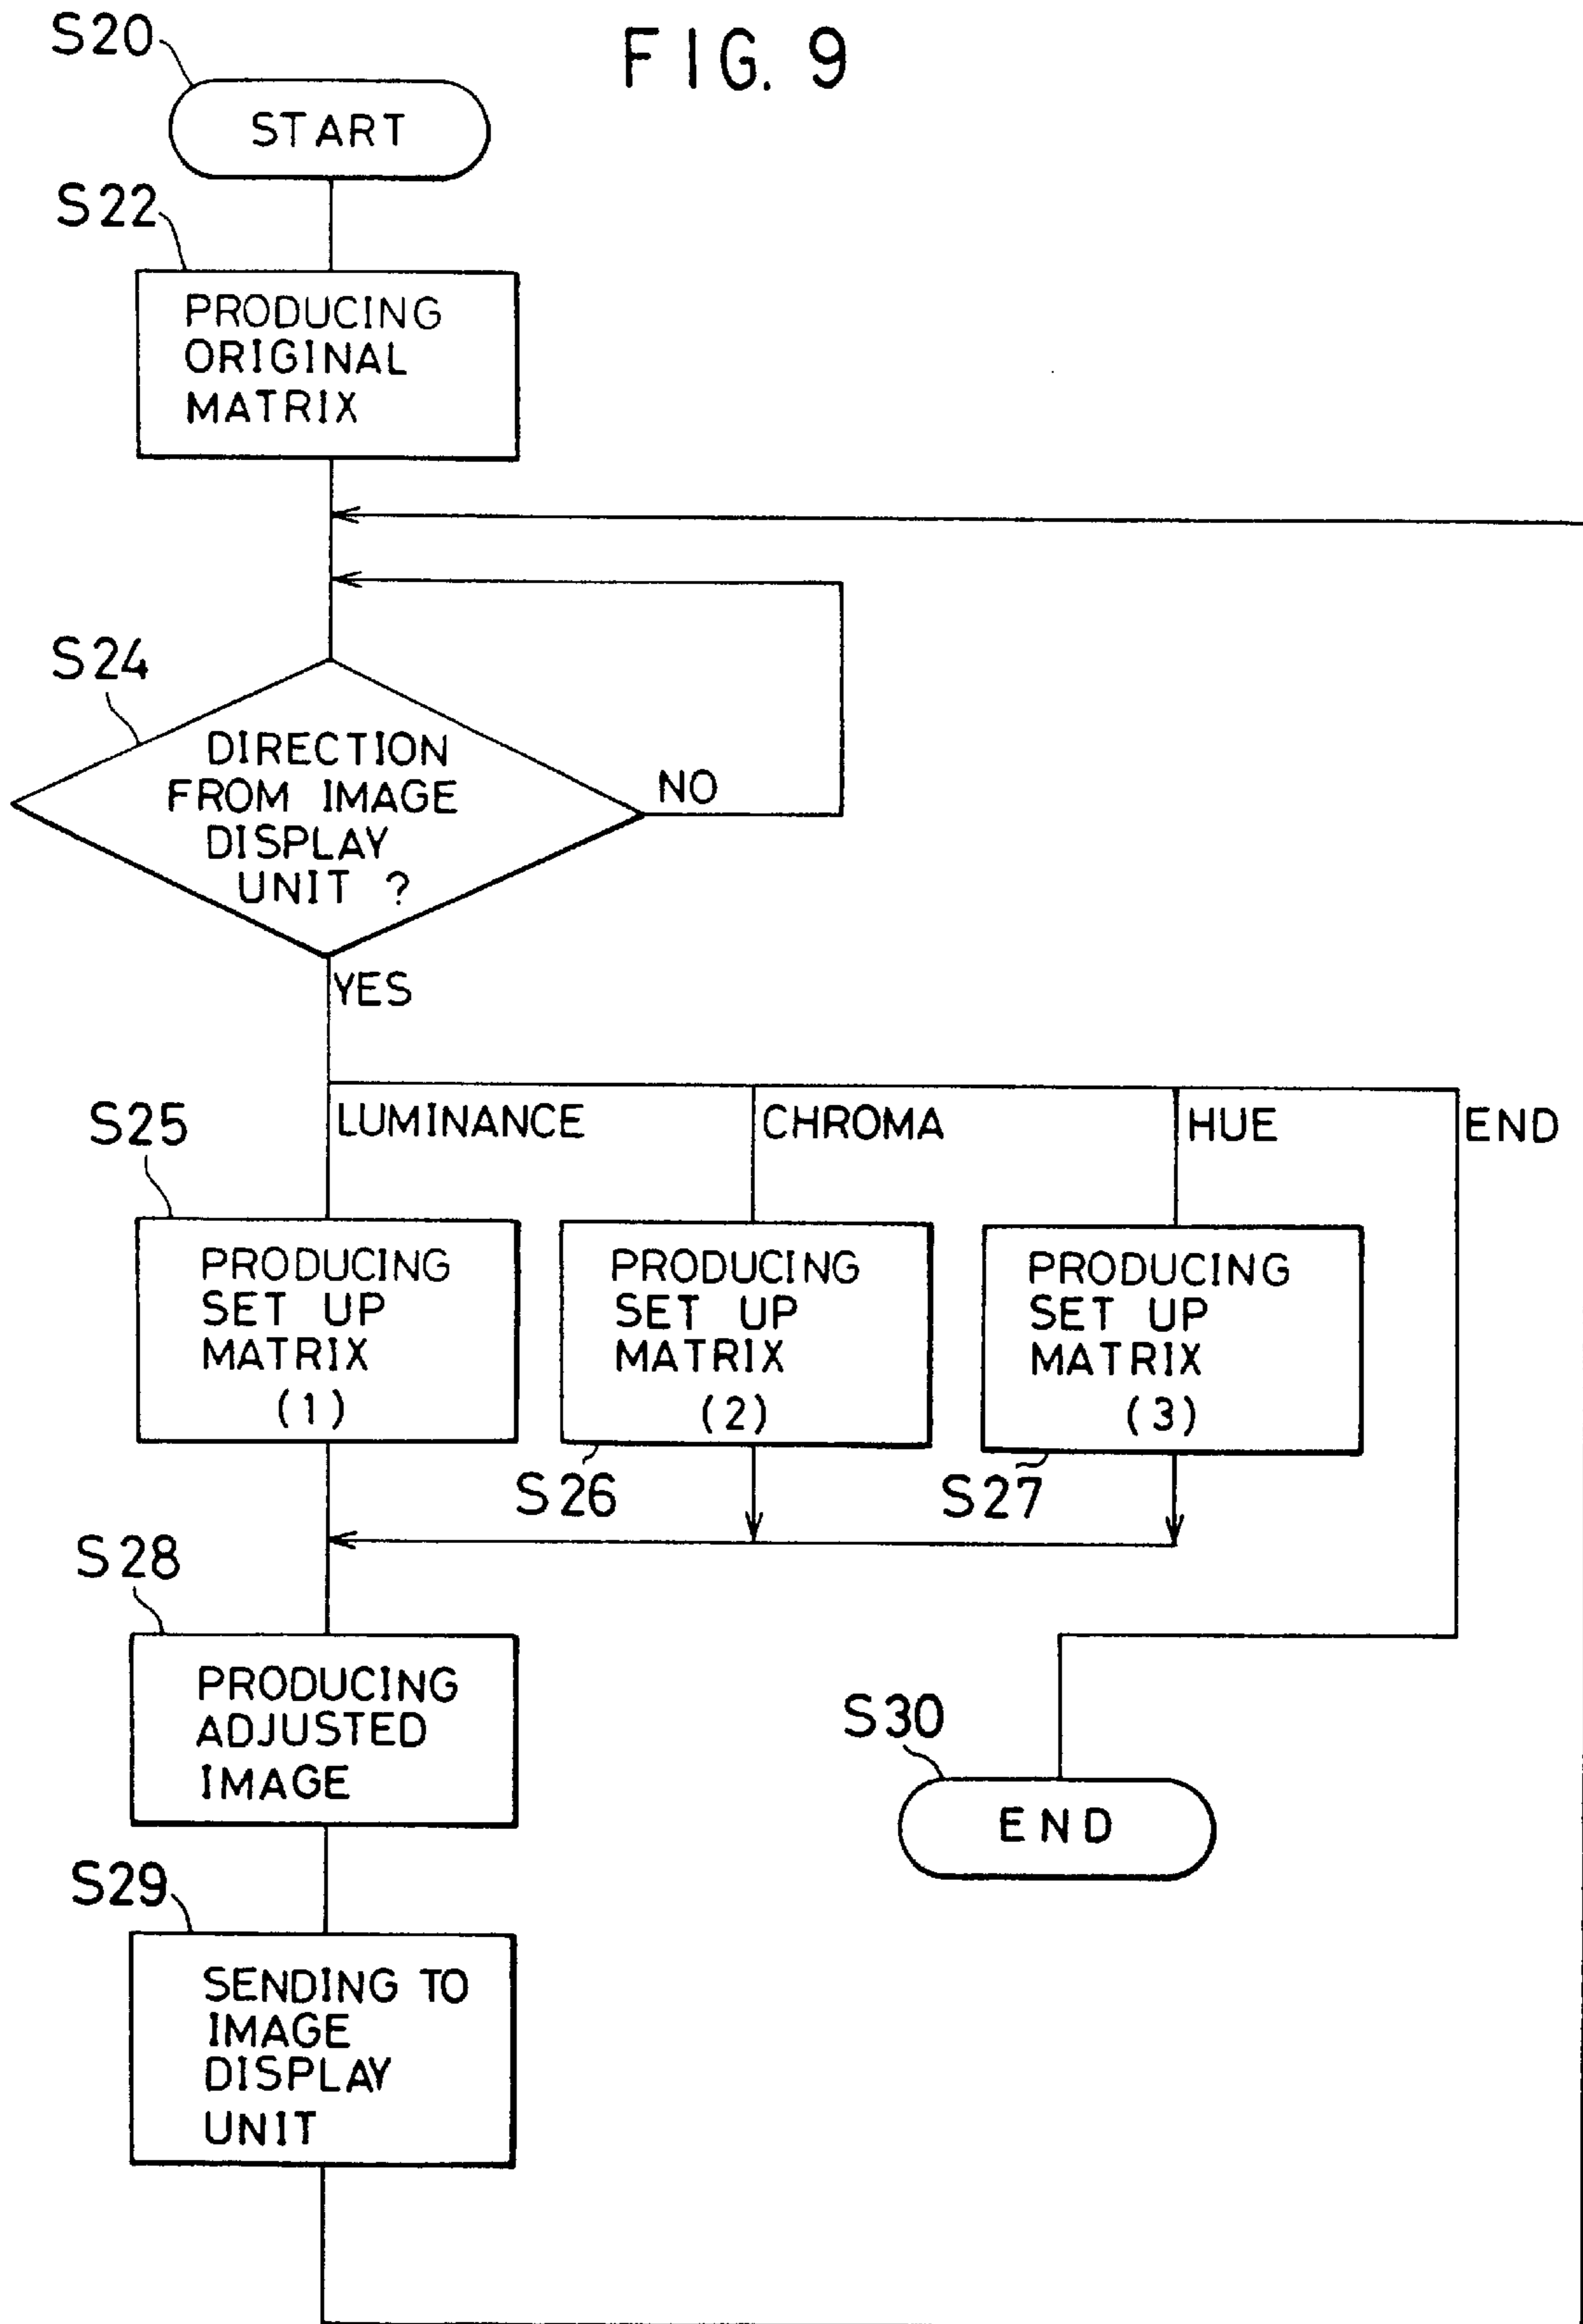 S20
FIG. 9
START
S22
PRODUCING
ORIGINAL
MATRIX
S24
DIRECTION
FROM IMAGE
DISPLAY
UNIT ?
NO
YES
S25
LUMINANCE
CHROMA
HUE
END
PRODUCING
SET UP
MATRIX
(1)
PRODUCING
SET UP
MATRIX
(2)
PRODUCING
SET UP
MATRIX
(3)
S26
S27
S28
PRODUCING
ADJUSTED
IMAGE
S30
END
S29
SENDING TO
IMAGE
DISPLAY
UNIT